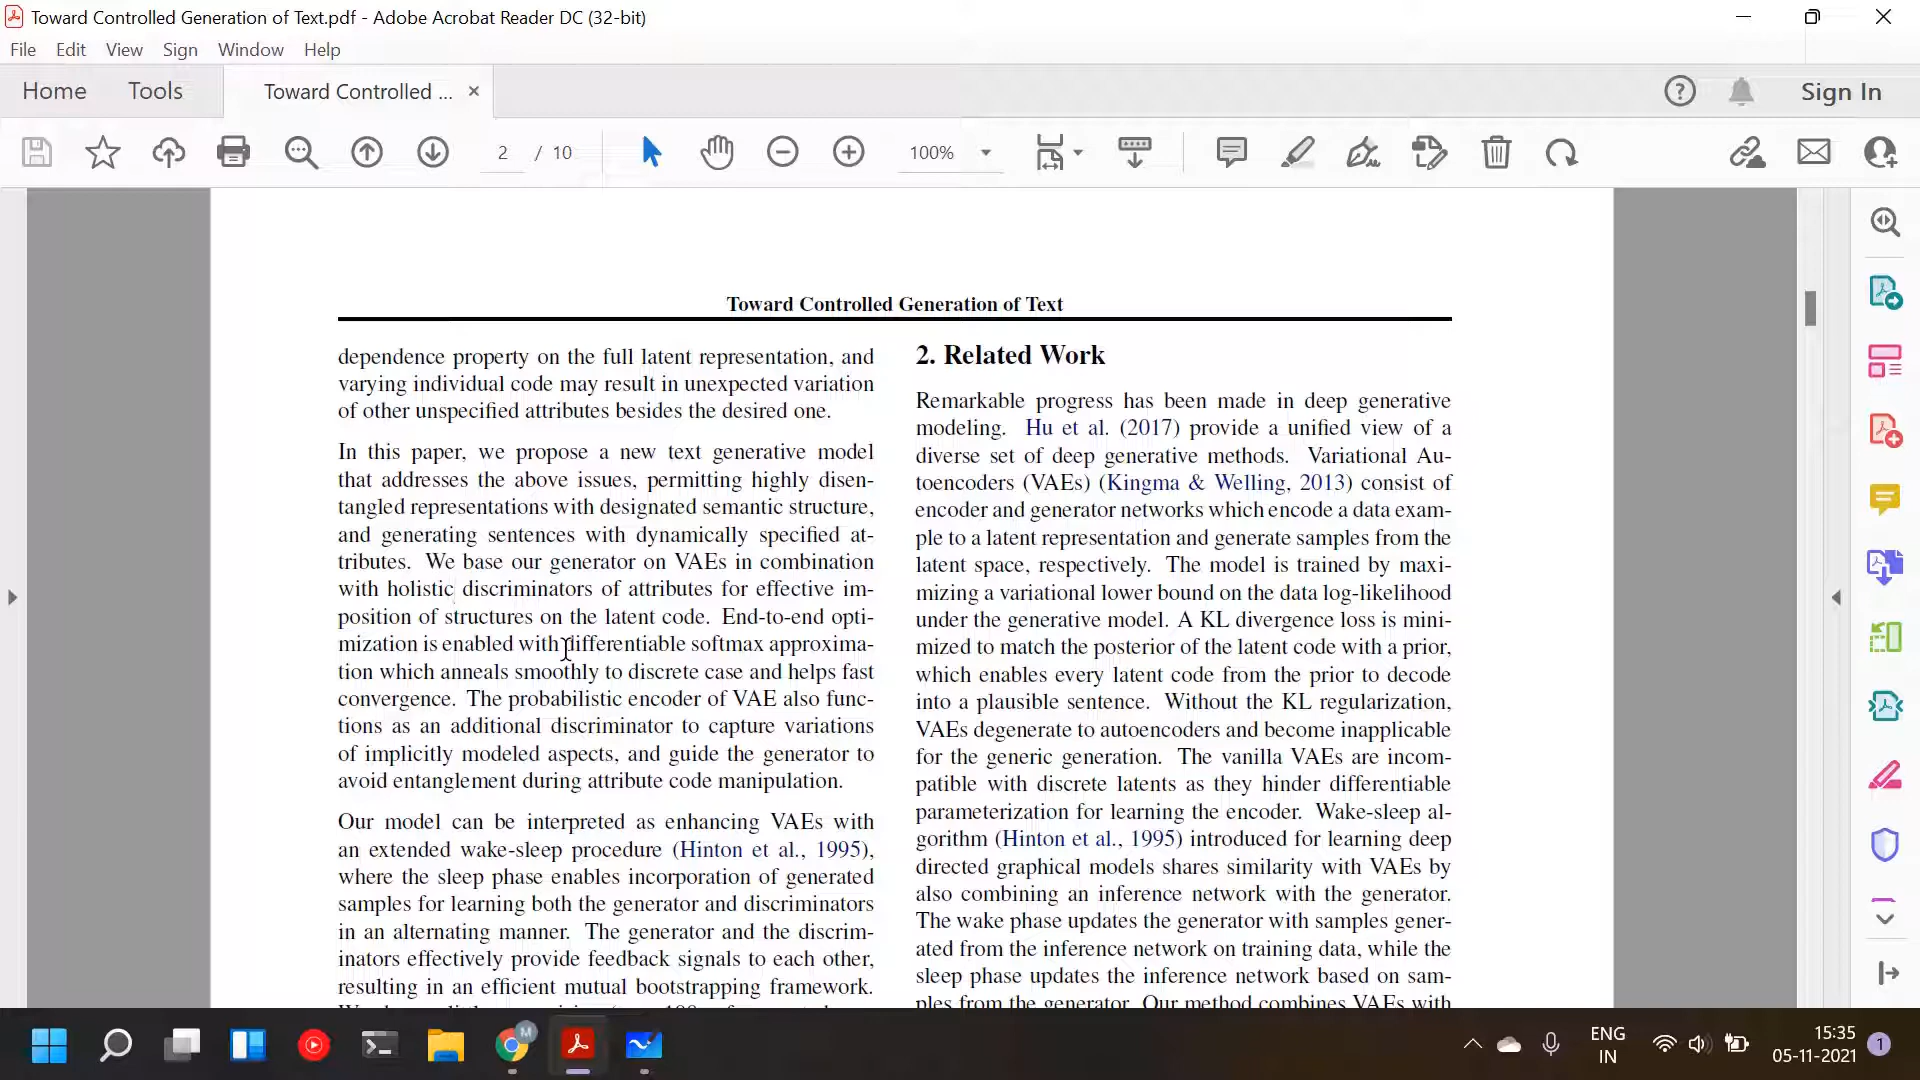 Toward Controlled Generation of Text.pdf - Adobe Acrobat Reader DC (32-bit)
File Edit View Sign Window Help
Home Tools Toward Controlled ... Sign In
2 / 10 100%
Toward Controlled Generation of Text
dependence property on the full latent representation, and
varying individual code may result in unexpected variation
of other unspecified attributes besides the desired one.
In this paper, we propose a new text generative model
that addresses the above issues, permitting highly disen-
tangled representations with designated semantic structure,
and generating sentences with dynamically specified at-
tributes. We base our generator on VAEs in combination
with holistic discriminators of attributes for effective im-
position of structures on the latent code. End-to-end opti-
mization is enabled with differentiable softmax approxima-
tion which anneals smoothly to discrete case and helps fast
convergence. The probabilistic encoder of VAE also func-
tions as an additional discriminator to capture variations
of implicitly modeled aspects, and guide the generator to
avoid entanglement during attribute code manipulation.
Our model can be interpreted as enhancing VAEs with
an extended wake-sleep procedure (Hinton et al., 1995),
where the sleep phase enables incorporation of generated
samples for learning both the generator and discriminators
in an alternating manner. The generator and the discrim-
inators effectively provide feedback signals to each other,
resulting in an efficient mutual bootstrapping framework.
2. Related Work
Remarkable progress has been made in deep generative
modeling. Hu et al. (2017) provide a unified view of a
diverse set of deep generative methods. Variational Au-
toencoders (VAEs) (Kingma & Welling, 2013) consist of
encoder and generator networks which encode a data exam-
ple to a latent representation and generate samples from the
latent space, respectively. The model is trained by maxi-
mizing a variational lower bound on the data log-likelihood
under the generative model. A KL divergence loss is mini-
mized to match the posterior of the latent code with a prior,
which enables every latent code from the prior to decode
into a plausible sentence. Without the KL regularization,
VAEs degenerate to autoencoders and become inapplicable
for the generic generation. The vanilla VAEs are incom-
patible with discrete latents as they hinder differentiable
parameterization for learning the encoder. Wake-sleep al-
gorithm (Hinton et al., 1995) introduced for learning deep
directed graphical models shares similarity with VAEs by
also combining an inference network with the generator.
The wake phase updates the generator with samples gener-
ated from the inference network on training data, while the
sleep phase updates the inference network based on sam-
ples from the generator. Our method combines VAEs with
M
ENG
IN
15:35
05-11-2021
1